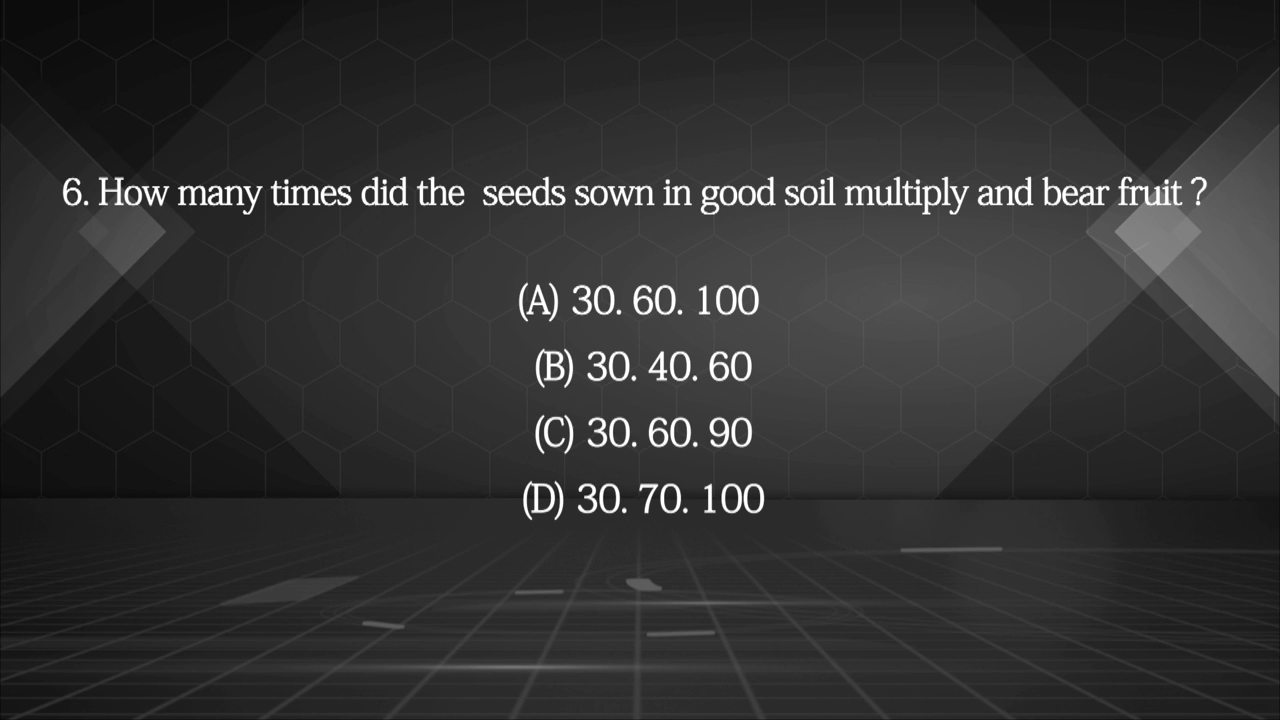 6. How many times did the seeds sown in good soil multiply and bear fruit ?
(A) 30. 60. 100
(B) 30. 40. 60
(C) 30. 60. 90
(D) 30. 70. 100